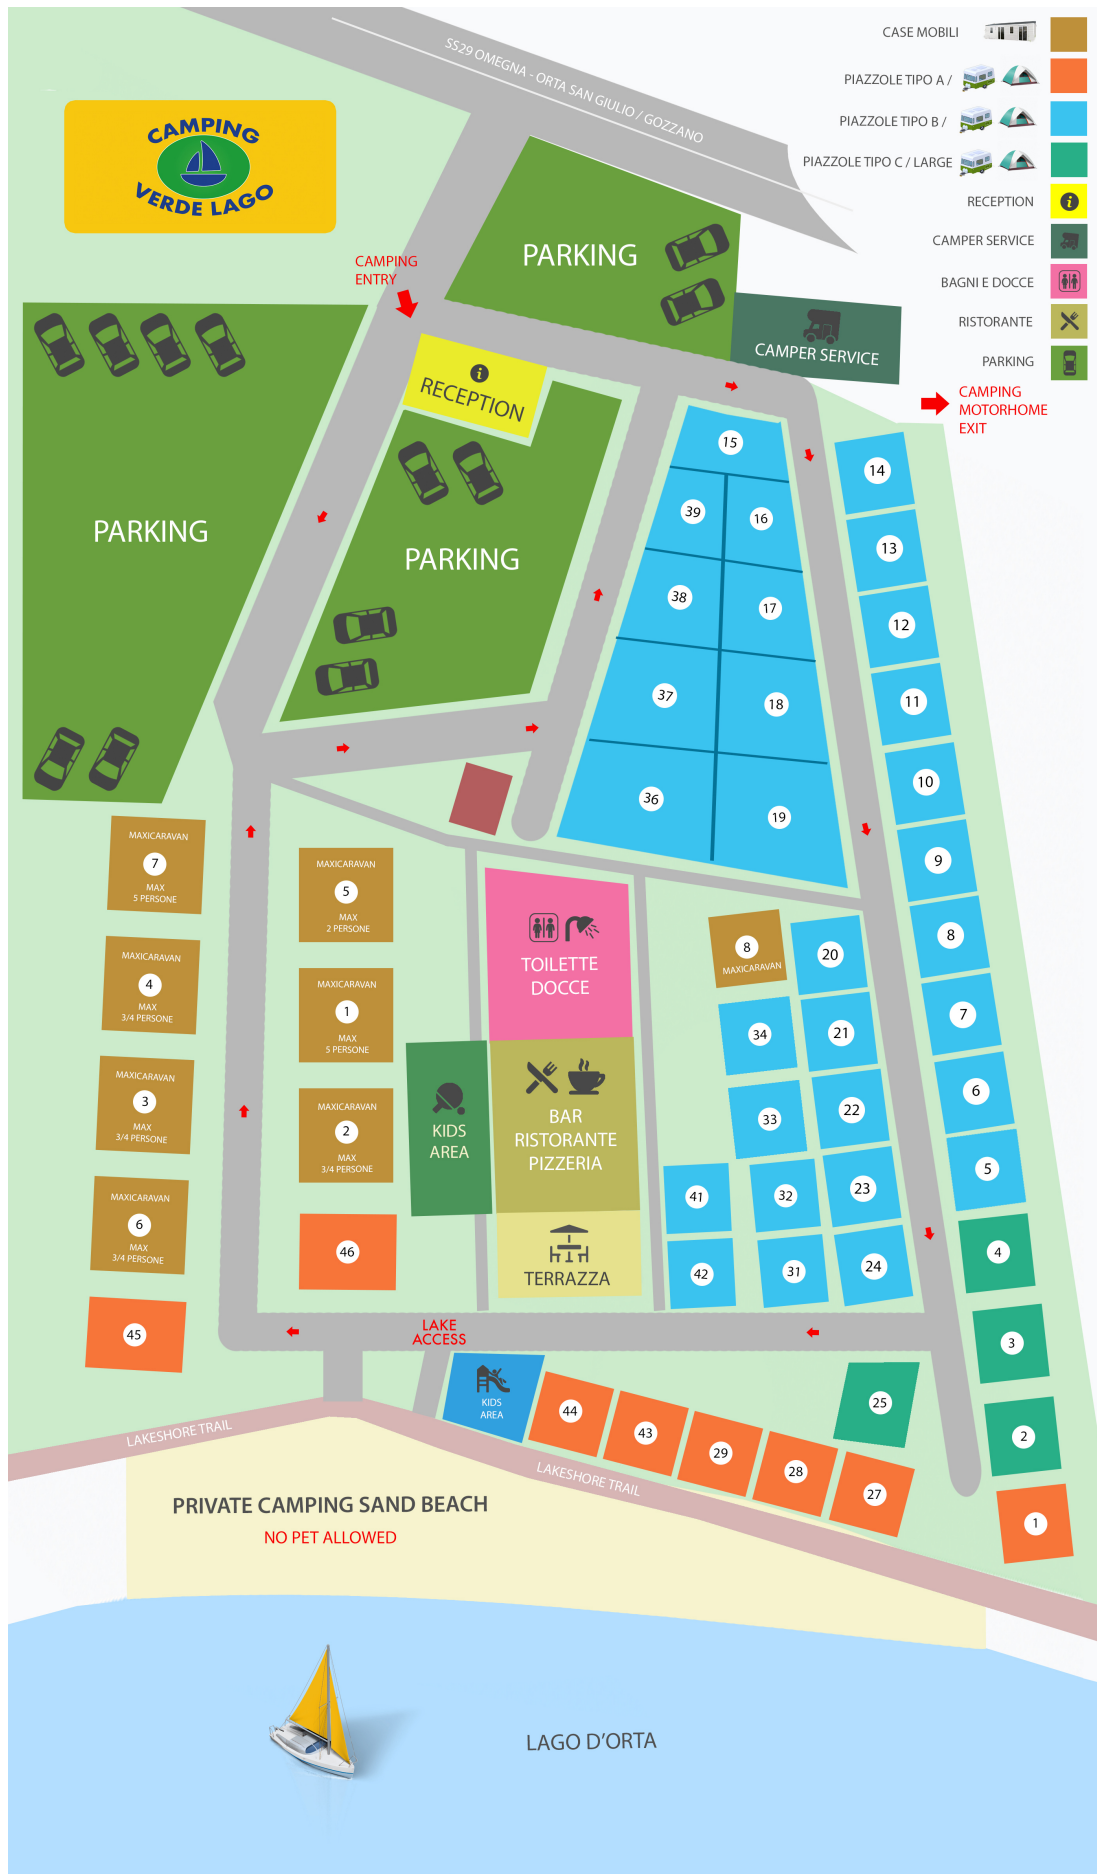 SS29 OMEGNA - ORTA SAN GIULIO / GOZZANO
CASE MOBILI
PIAZZOLE TIPO A /
PIAZZOLE TIPO B /
PIAZZOLE TIPO C / LARGE
RECEPTION
CAMPER SERVICE
BAGNI E DOCCE
RISTORANTE
PARKING
CAMPING
MOTORHOME
EXIT
CAMPING
VERDE LAGO
CAMPING
ENTRY
PARKING
CAMPER SERVICE
RECEPTION
PARKING
PARKING
15
39
16
38
17
37
18
36
19
14
13
12
11
10
9
8
7
6
5
4
3
2
1
MAXICARAVAN
7
MAX
5 PERSONE
MAXICARAVAN
4
MAX
3/4 PERSONE
MAXICARAVAN
3
MAX
3/4 PERSONE
MAXICARAVAN
6
MAX
3/4 PERSONE
45
MAXICARAVAN
5
MAX
2 PERSONE
MAXICARAVAN
1
MAX
5 PERSONE
MAXICARAVAN
2
MAX
3/4 PERSONE
46
TOILETTE
DOCCE
KIDS
AREA
BAR
RISTORANTE
PIZZERIA
TERRAZZA
8
MAXICARAVAN
20
34
21
33
22
41
32
23
42
31
24
LAKE
ACCESS
KIDS
AREA
44
43
29
28
27
25
LAKESHORE TRAIL
LAKESHORE TRAIL
PRIVATE CAMPING SAND BEACH
NO PET ALLOWED
LAGO D'ORTA